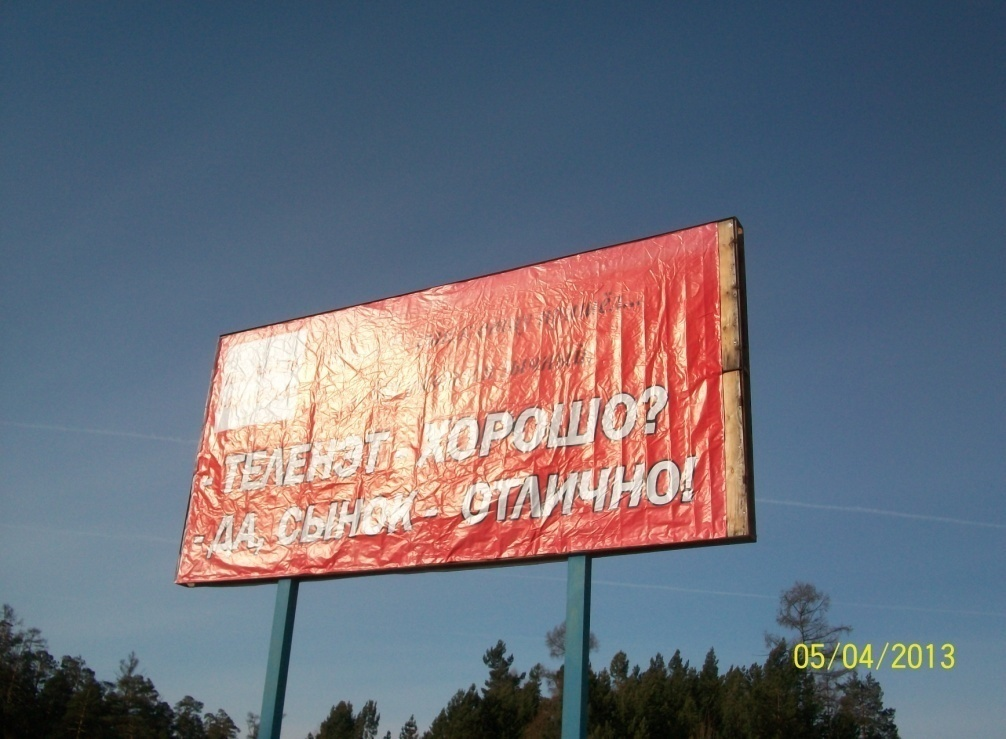 - ТЕЛЕНЭТ - ХОРОШО?
- ДА, СЫНОК - ОТЛИЧНО!
05/04/2013